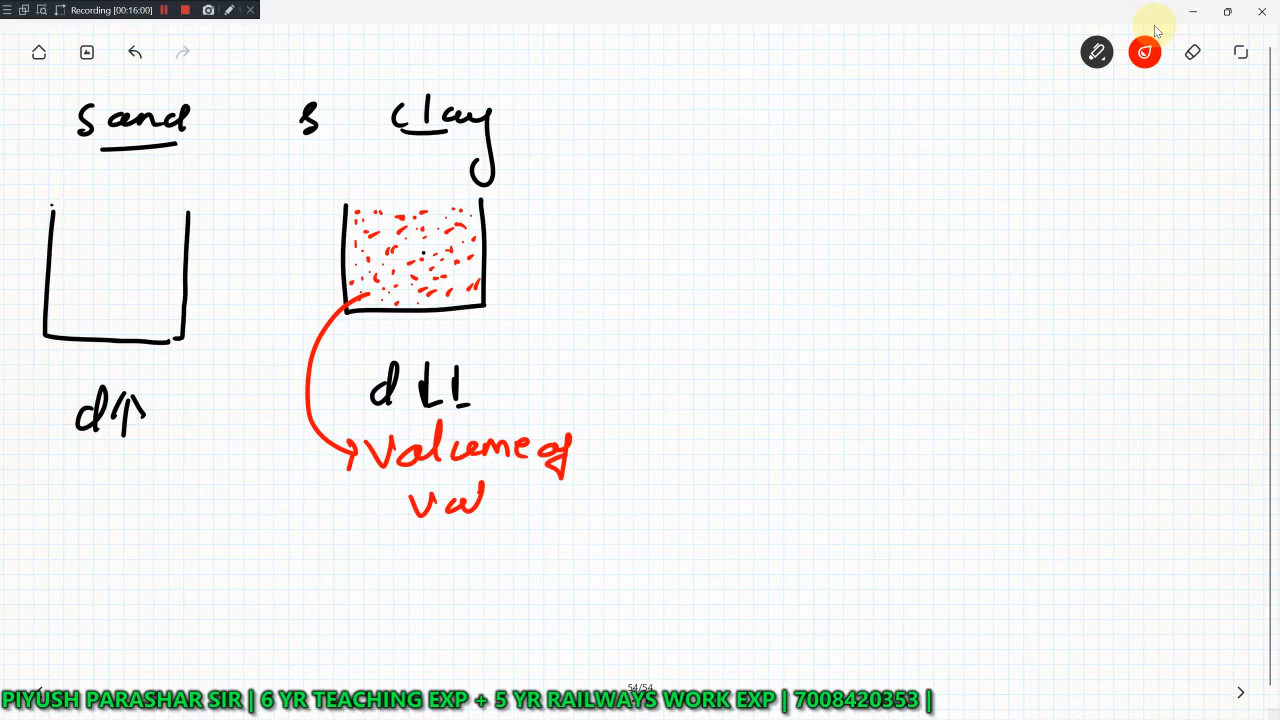 Recording [00:16:00]
Sand & Clay
d↑
d↓↓
Volume of
Vo
54/54
PIYUSH PARASHAR SIR | 6 YR TEACHING EXP + 5 YR RAILWAYS WORK EXP | 7008420353 |